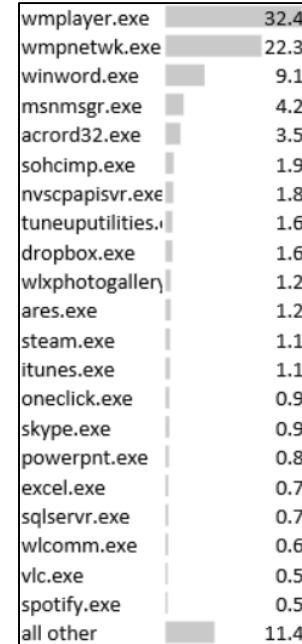 wmplayer.exe 32.4
wmpnetwk.exe 22.3
winword.exe 9.1
msnmsgr.exe 4.2
acrord32.exe 3.5
sohcimp.exe 1.9
nvscpapisvr.exe 1.8
tuneuputilities. 1.6
dropbox.exe 1.6
wlxphotogallery 1.2
ares.exe 1.2
steam.exe 1.1
itunes.exe 1.1
oneclick.exe 0.9
skype.exe 0.9
powerpnt.exe 0.8
excel.exe 0.7
sqlservr.exe 0.7
wlcomm.exe 0.6
vlc.exe 0.5
spotify.exe 0.5
all other 11.4